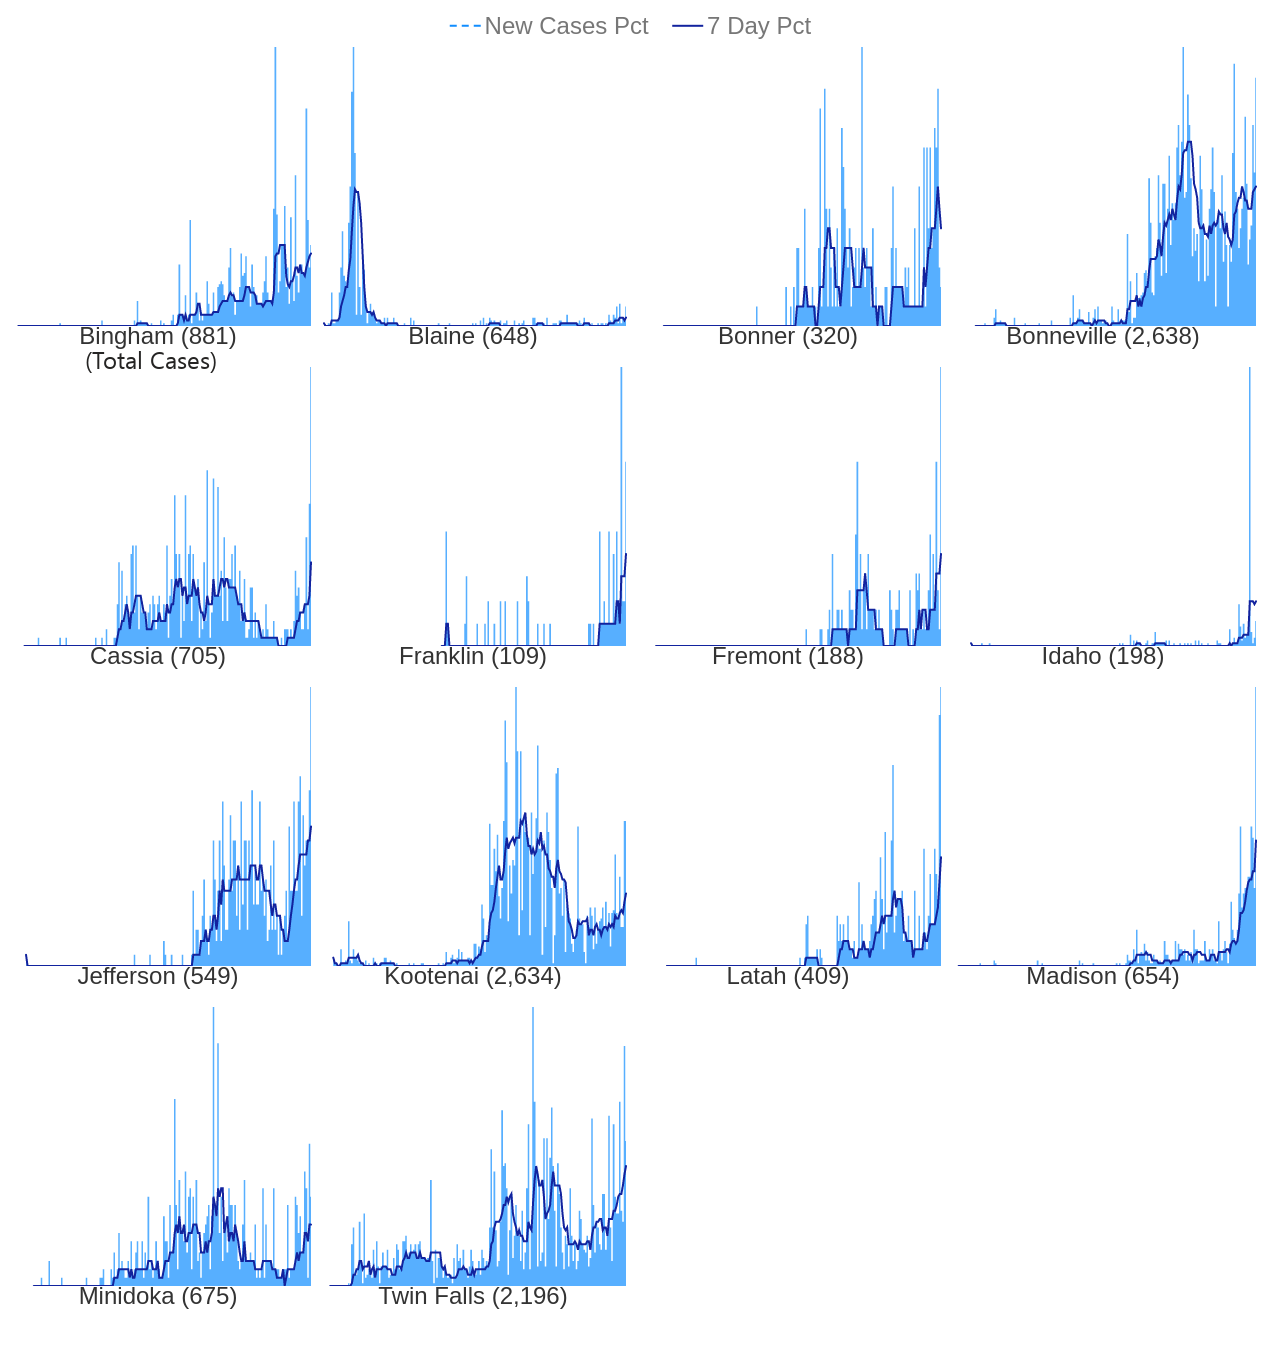 New Cases Pct 7 Day Pct
Bingham (881) Blaine (648) Bonner (320) Bonneville (2,638)
(Total Cases)
Cassia (705) Franklin (109) Fremont (188) Idaho (198)
Jefferson (549) Kootenai (2,634) Latah (409) Madison (654)
Minidoka (675) Twin Falls (2,196)